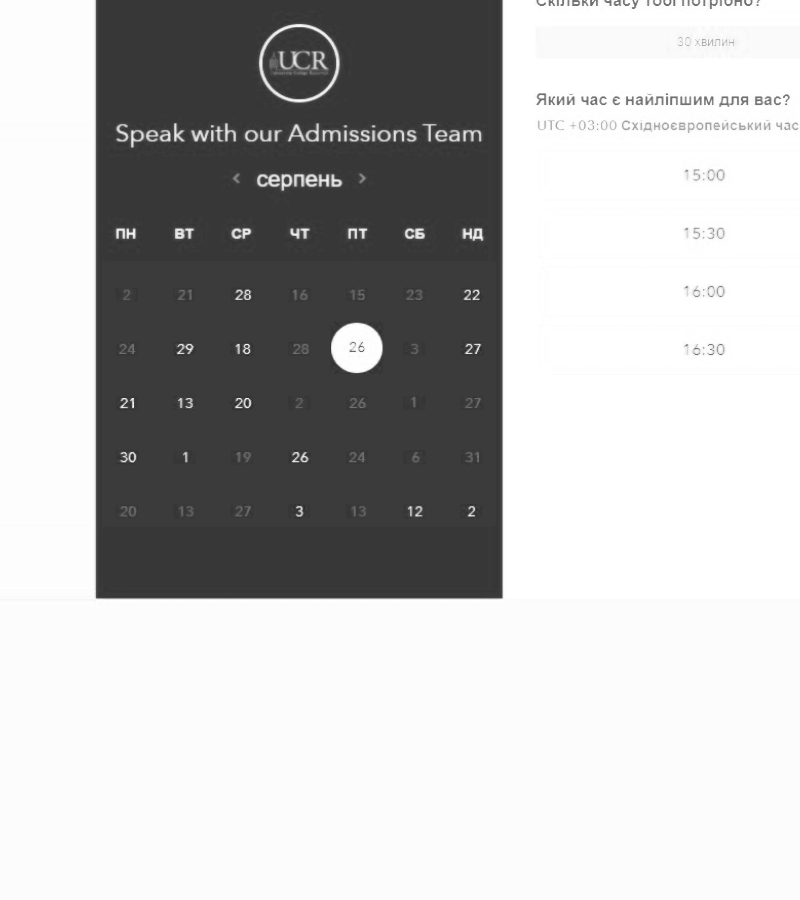 UCR
Speak with our Admissions Team
‹ серпень ›
ПН ВТ СР ЧТ ПТ СБ НД
2 21 28 16 15 23 22
24 29 18 28 26 3 27
21 13 20 2 26 1 27
30 1 19 26 24 6 31
20 13 27 3 13 12 2
Скільки часу тобі потрібно?
30 хвилин
Який час є найліпшим для вас?
UTC +03:00 Східноєвропейський час
15:00
15:30
16:00
16:30